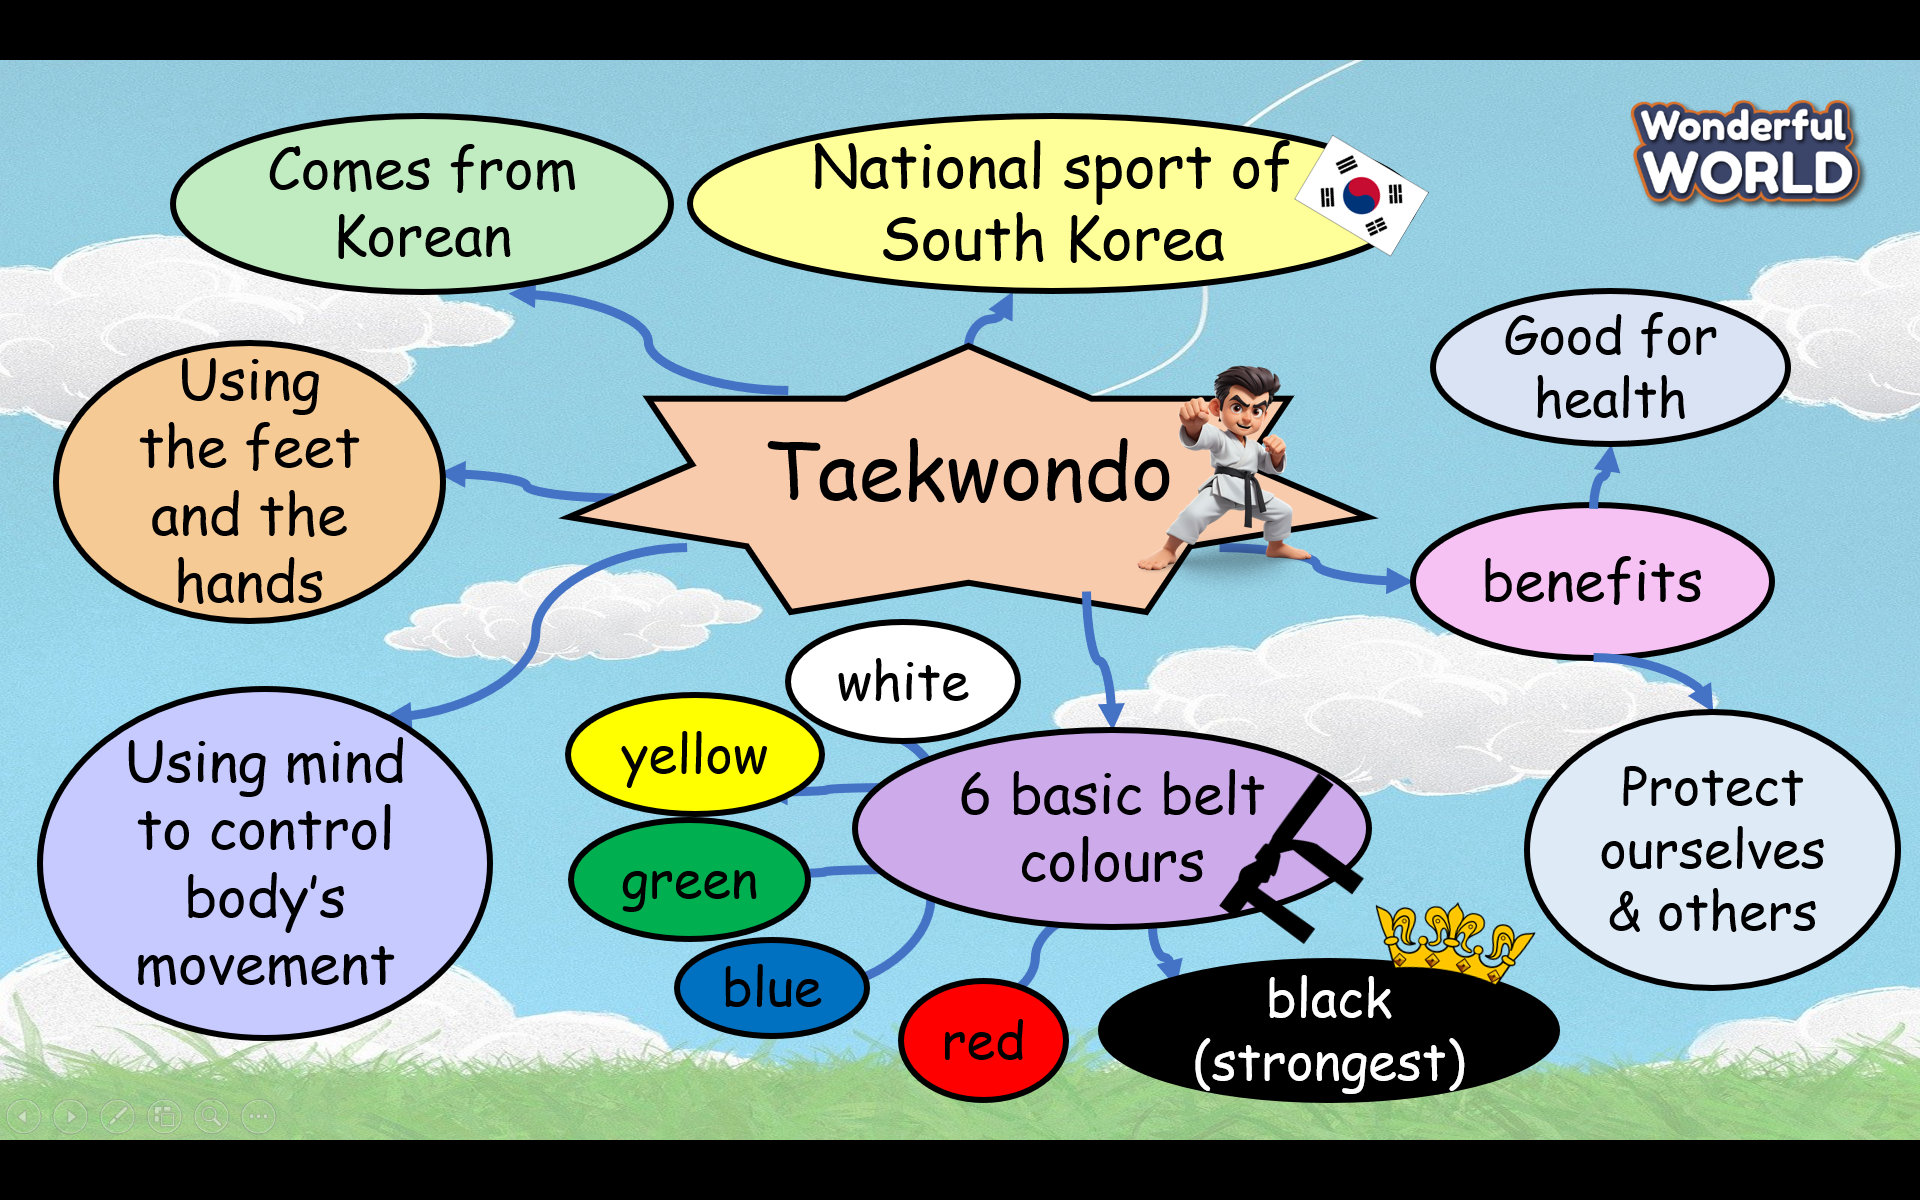 Comes from
Korean
National sport of
South Korea
Wonderful
WORLD
Using
the feet
and the
hands
Taekwondo
Good for
health
benefits
Using mind
to control
body's
movement
white
yellow
green
blue
red
6 basic belt
colours
black
(strongest)
Protect
ourselves
& others